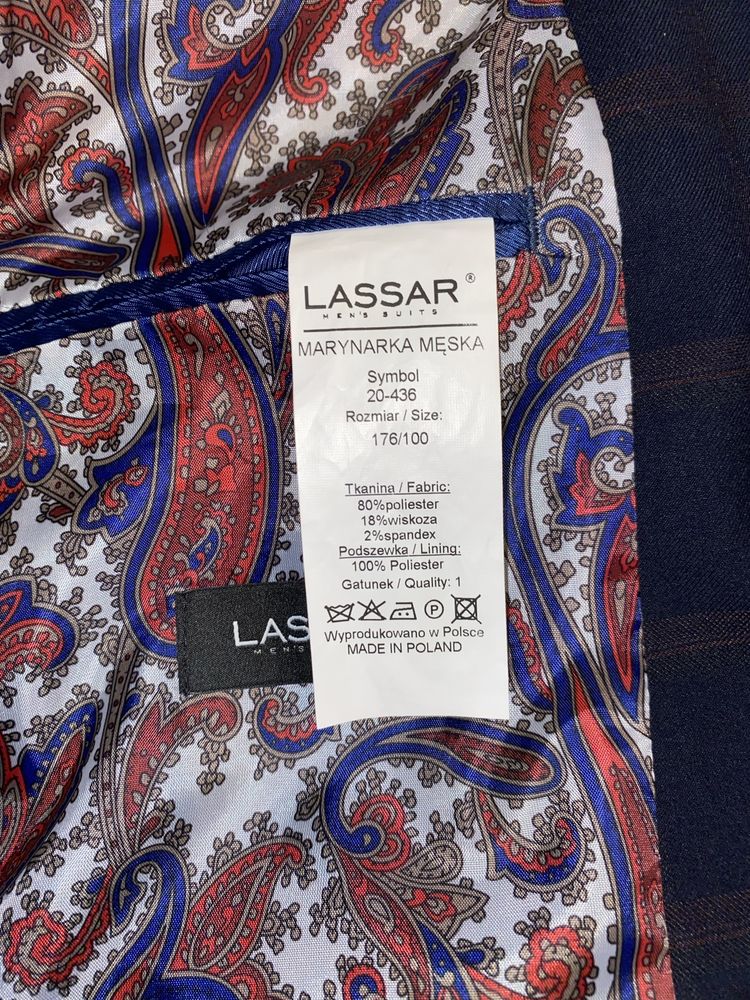 LASSAR ®
MEN'S SUITS
MARYNARKA MĘSKA
Symbol
20-436
Rozmiar / Size:
176/100
Tkanina / Fabric:
80%poliester
18%wiskoza
2%spandex
Podszewka / Lining:
100% Poliester
Gatunek / Quality: 1
P
Wyprodukowano w Polsce
MADE IN POLAND
LAS
MEN'S